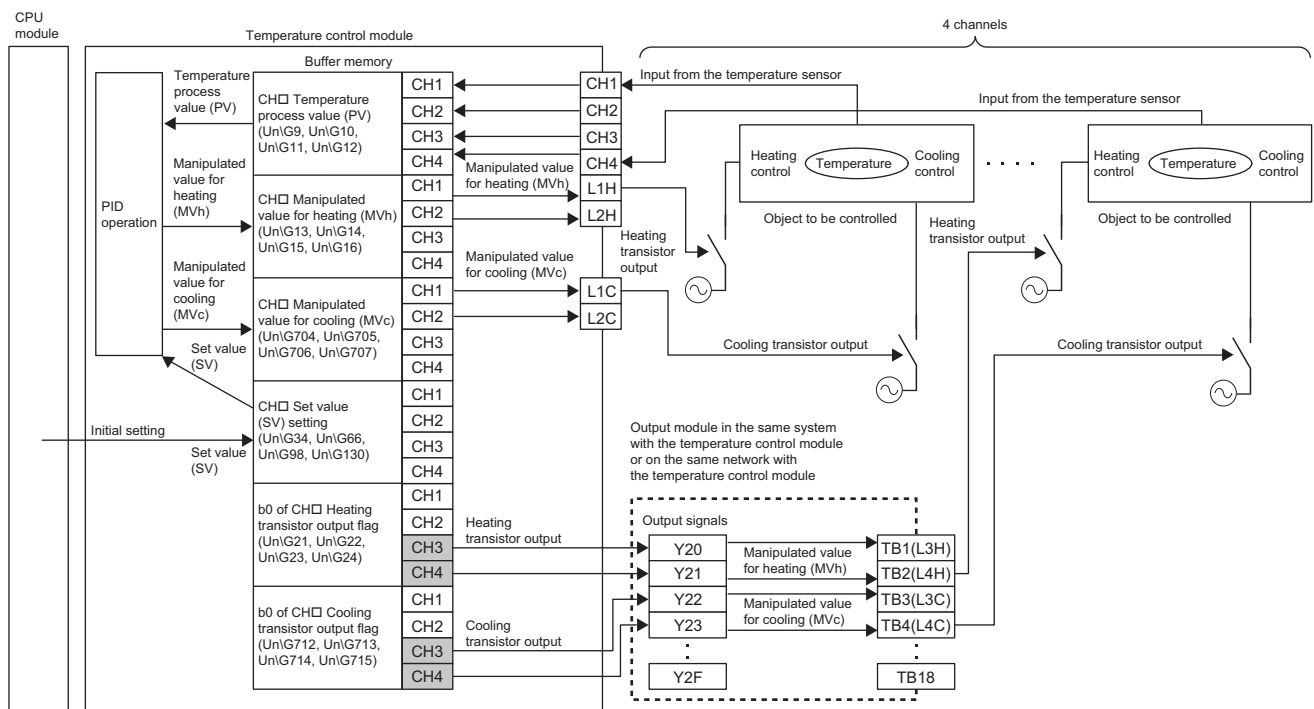 CPU
module
Temperature control module
4 channels
Buffer memory
PID
operation
Temperature
process
value (PV)
Manipulated
value for
heating
(MVh)
Manipulated
value for
cooling
(MVc)
Set value
(SV)
Initial setting
Set value
(SV)
CH□ Temperature
process value (PV)
(Un\G9, Un\G10,
Un\G11, Un\G12)
CH1
CH2
CH3
CH4
CH□ Manipulated
value for heating (MVh)
(Un\G13, Un\G14,
Un\G15, Un\G16)
CH1
CH2
CH3
CH4
CH□ Manipulated
value for cooling (MVc)
(Un\G704, Un\G705,
Un\G706, Un\G707)
CH1
CH2
CH3
CH4
CH□ Set value
(SV) setting
(Un\G34, Un\G66,
Un\G98, Un\G130)
CH1
CH2
CH3
CH4
b0 of CH□ Heating
transistor output flag
(Un\G21, Un\G22,
Un\G23, Un\G24)
CH1
CH2
CH3
CH4
b0 of CH□ Cooling
transistor output flag
(Un\G712, Un\G713,
Un\G714, Un\G715)
CH1
CH2
CH3
CH4
Manipulated value
for heating (MVh)
Manipulated value
for cooling (MVc)
Heating
transistor output
Cooling
transistor output
CH1
CH2
CH3
CH4
L1H
L2H
L1C
L2C
Input from the temperature sensor
Input from the temperature sensor
Heating
control
Temperature
Cooling
control
Object to be controlled
Heating
transistor
output
Cooling transistor output
. . . .
Heating
control
Temperature
Cooling
control
Object to be controlled
Heating
transistor output
Cooling transistor output
Output module in the same system
with the temperature control module
or on the same network with
the temperature control module
Output signals
Y20
Y21
Y22
Y23
Y2F
Manipulated value
for heating (MVh)
Manipulated value
for cooling (MVc)
TB1(L3H)
TB2(L4H)
TB3(L3C)
TB4(L4C)
TB18